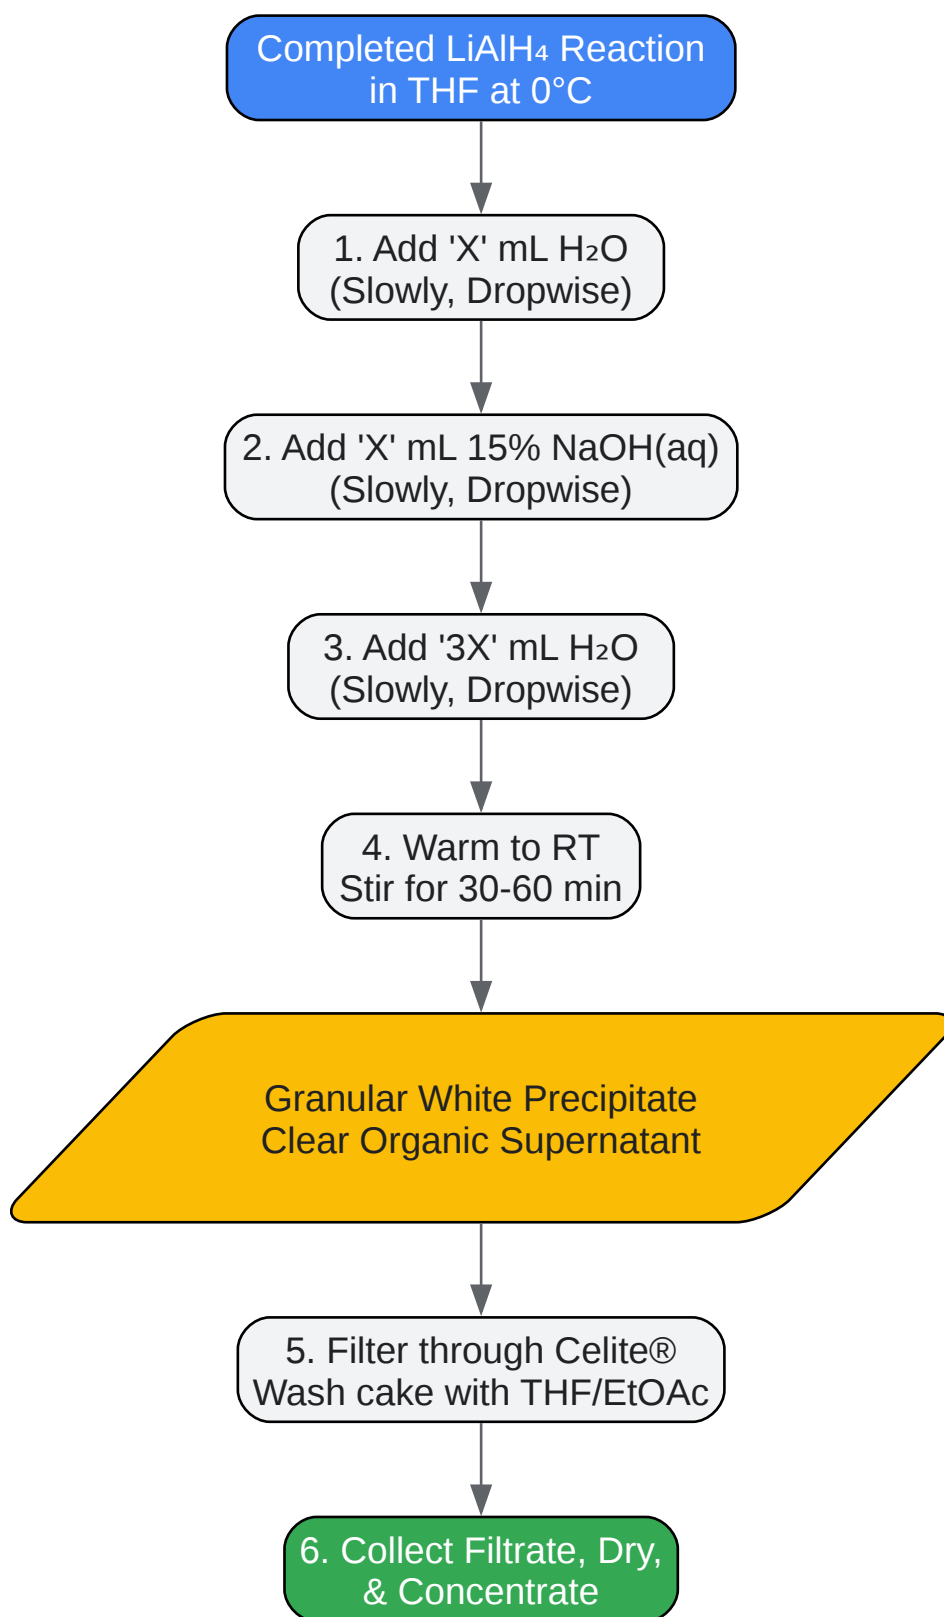 Completed LiAlH₄ Reaction
in THF at 0°C
1. Add 'X' mL H₂O
(Slowly, Dropwise)
2. Add 'X' mL 15% NaOH(aq)
(Slowly, Dropwise)
3. Add '3X' mL H₂O
(Slowly, Dropwise)
4. Warm to RT
Stir for 30-60 min
Granular White Precipitate
Clear Organic Supernatant
5. Filter through Celite®
Wash cake with THF/EtOAc
6. Collect Filtrate, Dry,
& Concentrate